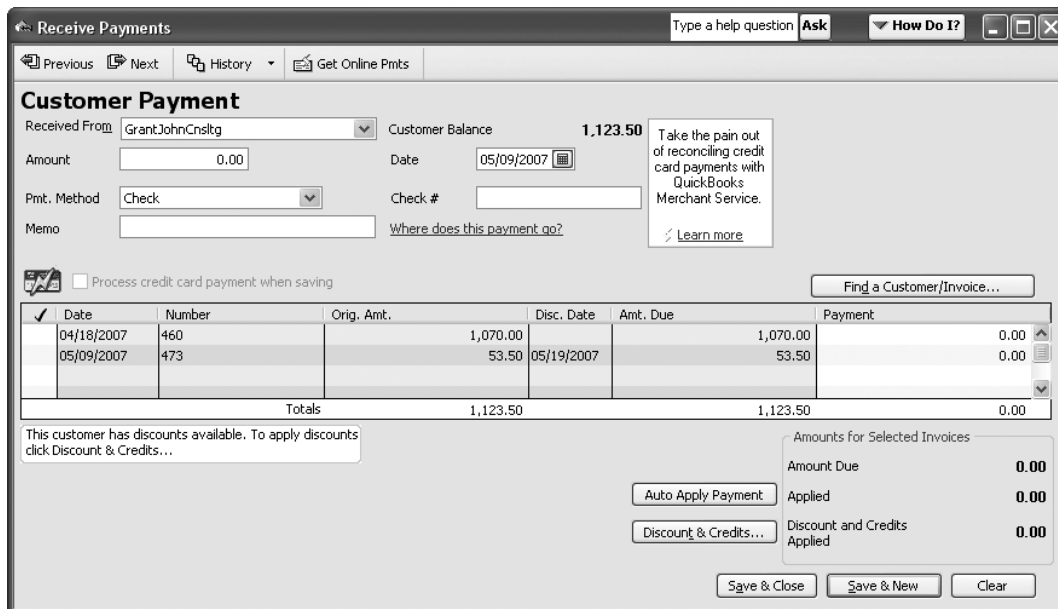 Receive Payments Type a help question Ask How Do I?
Previous Next History Get Online Pmts
Customer Payment
Received From GrantJohnCnsltg Customer Balance 1,123.50
Amount 0.00 Date 05/09/2007
Pmt. Method Check Check #
Memo Where does this payment go?
Take the pain out
of reconciling credit
card payments with
QuickBooks
Merchant Service.
Learn more
Process credit card payment when saving Find a Customer/Invoice...
Date Number Orig. Amt. Disc. Date Amt. Due Payment
04/18/2007 460 1,070.00 1,070.00 0.00
05/09/2007 473 53.50 05/19/2007 53.50 0.00
Totals 1,123.50 1,123.50 0.00
This customer has discounts available. To apply discounts
click Discount & Credits...
Amounts for Selected Invoices
Amount Due 0.00
Auto Apply Payment Applied 0.00
Discount & Credits... Discount and Credits
Applied 0.00
Save & Close Save & New Clear